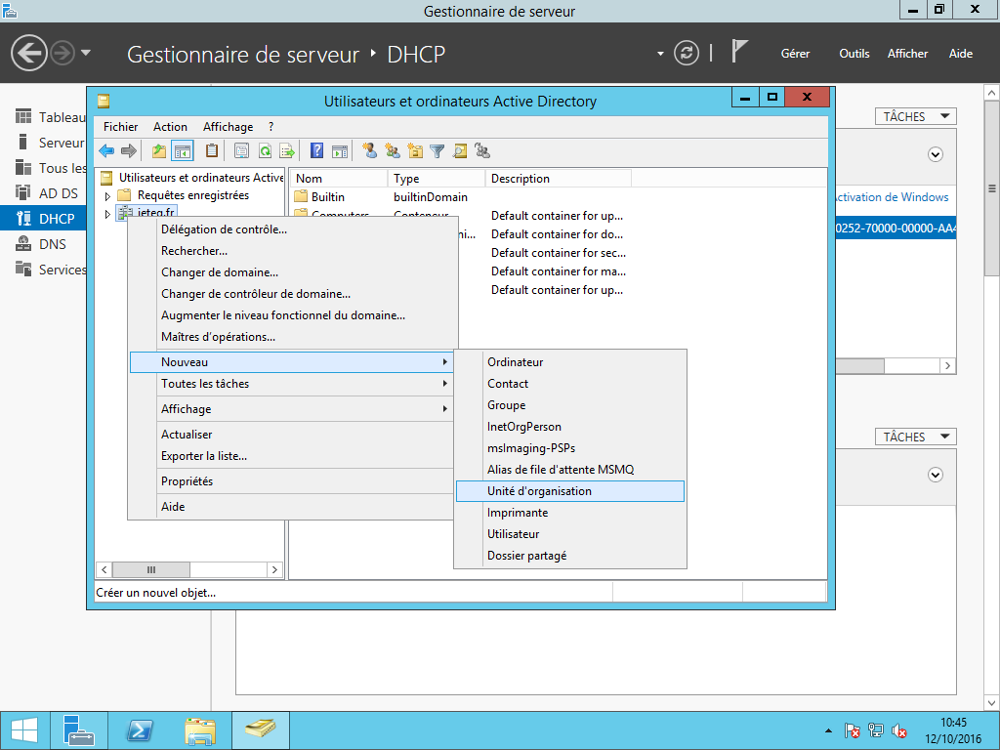 Gestionnaire de serveur
Gestionnaire de serveur ‣ DHCP
Gérer
Outils
Afficher
Aide
Tableau
Serveur
Tous les
AD DS
DHCP
DNS
Services
TÂCHES
Activation de Windows
0252-70000-00000-AA4
TÂCHES
Utilisateurs et ordinateurs Active Directory
Fichier Action Affichage ?
Utilisateurs et ordinateurs Active
Requêtes enregistrées
ieteq.fr
Nom Type Description
Builtin builtinDomain
Computers Conteneur Default container for up...
ni... Default container for do...
Default container for sec...
Default container for ma...
Default container for up...
Délégation de contrôle...
Rechercher...
Changer de domaine...
Changer de contrôleur de domaine...
Augmenter le niveau fonctionnel du domaine...
Maîtres d'opérations...
Nouveau
Toutes les tâches
Affichage
Actualiser
Exporter la liste...
Propriétés
Aide
Ordinateur
Contact
Groupe
InetOrgPerson
msImaging-PSPs
Alias de file d'attente MSMQ
Unité d'organisation
Imprimante
Utilisateur
Dossier partagé
Créer un nouvel objet...
10:45
12/10/2016